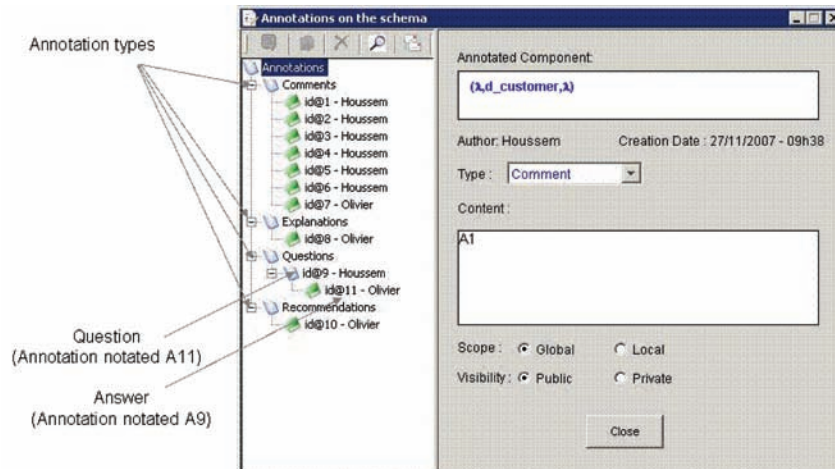 Annotations on the schema
Annotation types
Annotations
Comments
id@1 - Houssem
id@2 - Houssem
id@3 - Houssem
id@4 - Houssem
id@5 - Houssem
id@6 - Houssem
id@7 - Olivier
Explanations
id@8 - Olivier
Questions
id@9 - Houssem
id@11 - Olivier
Recommendations
id@10 - Olivier
Question
(Annotation notated A11)
Answer
(Annotation notated A9)
Annotated Component:
(λ,d_customer,λ)
Author: Houssem Creation Date : 27/11/2007 - 09h38
Type : Comment
Content :
A1
Scope : Global Local
Visibility : Public Private
Close